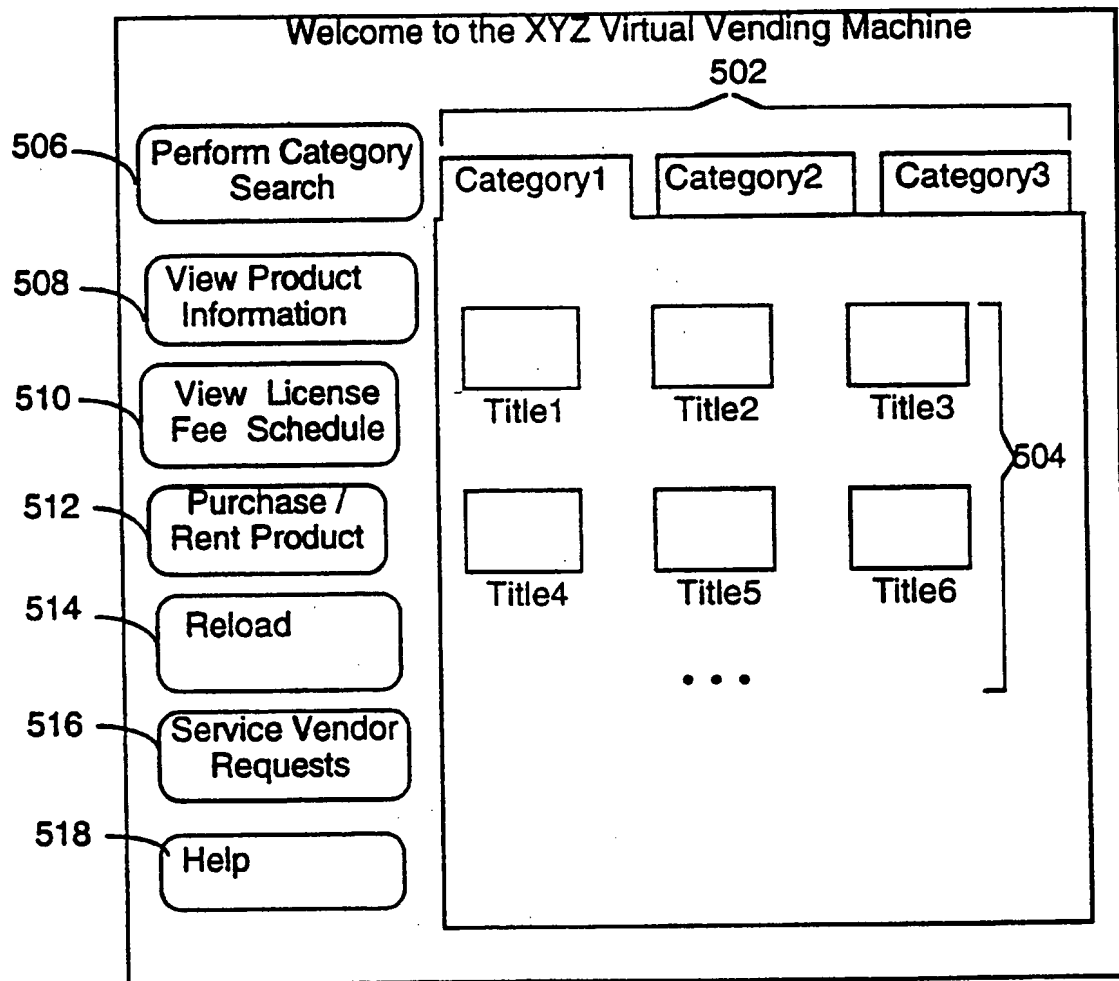 Welcome to the XYZ Virtual Vending Machine
502
506
Perform Category
Search
Category1
Category2
Category3
508
View Product
Information
510
View License
Fee Schedule
Title1
Title2
Title3
504
512
Purchase /
Rent Product
Title4
Title5
Title6
514
Reload
• • •
516
Service Vendor
Requests
518
Help